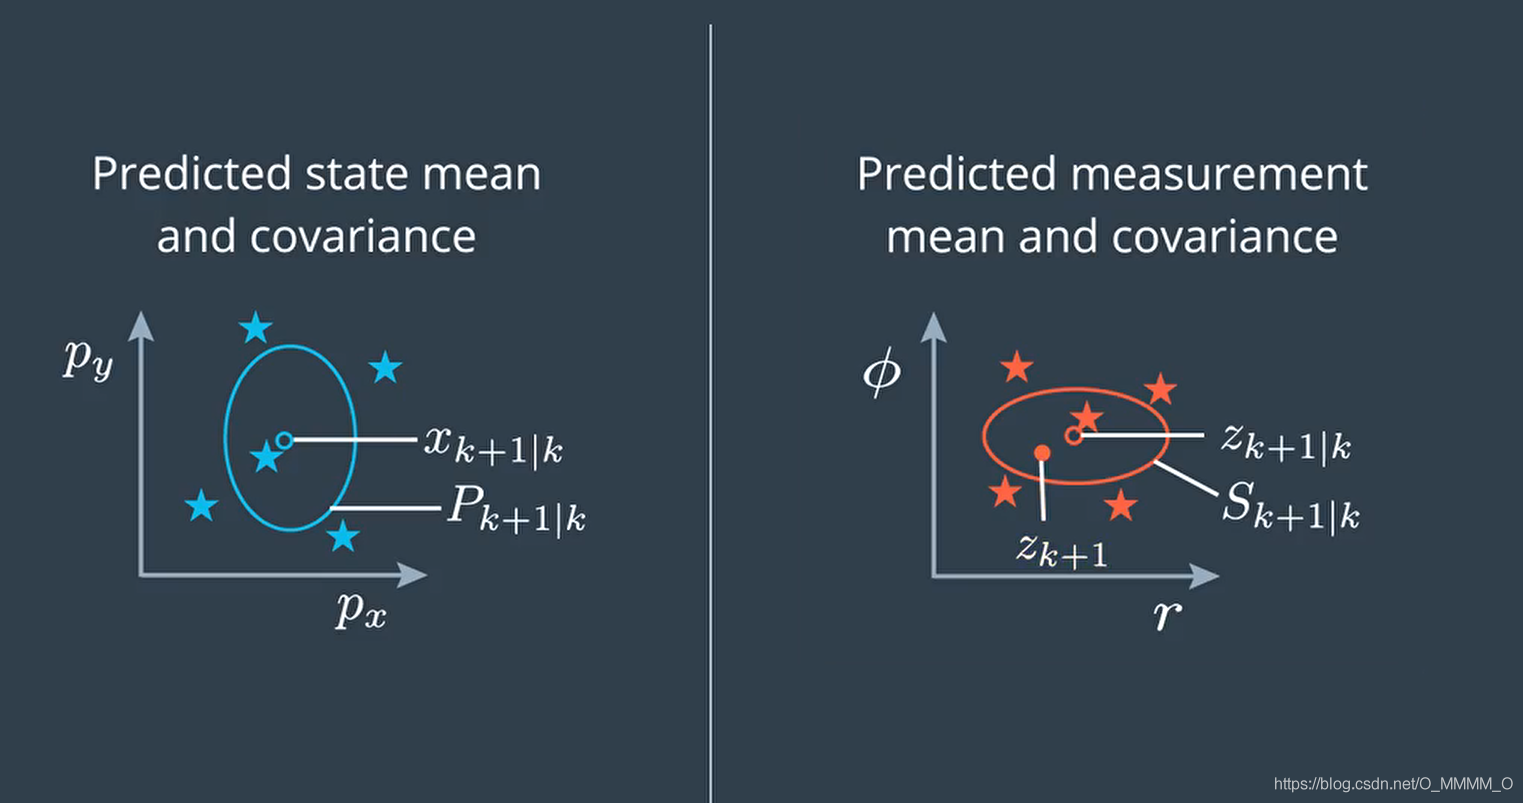 Predicted state mean
and covariance
p_y
x_{k+1|k}
P_{k+1|k}
p_x
Predicted measurement
mean and covariance
ϕ
z_{k+1|k}
S_{k+1|k}
z_{k+1}
r
https://blog.csdn.net/O_MMMM_O